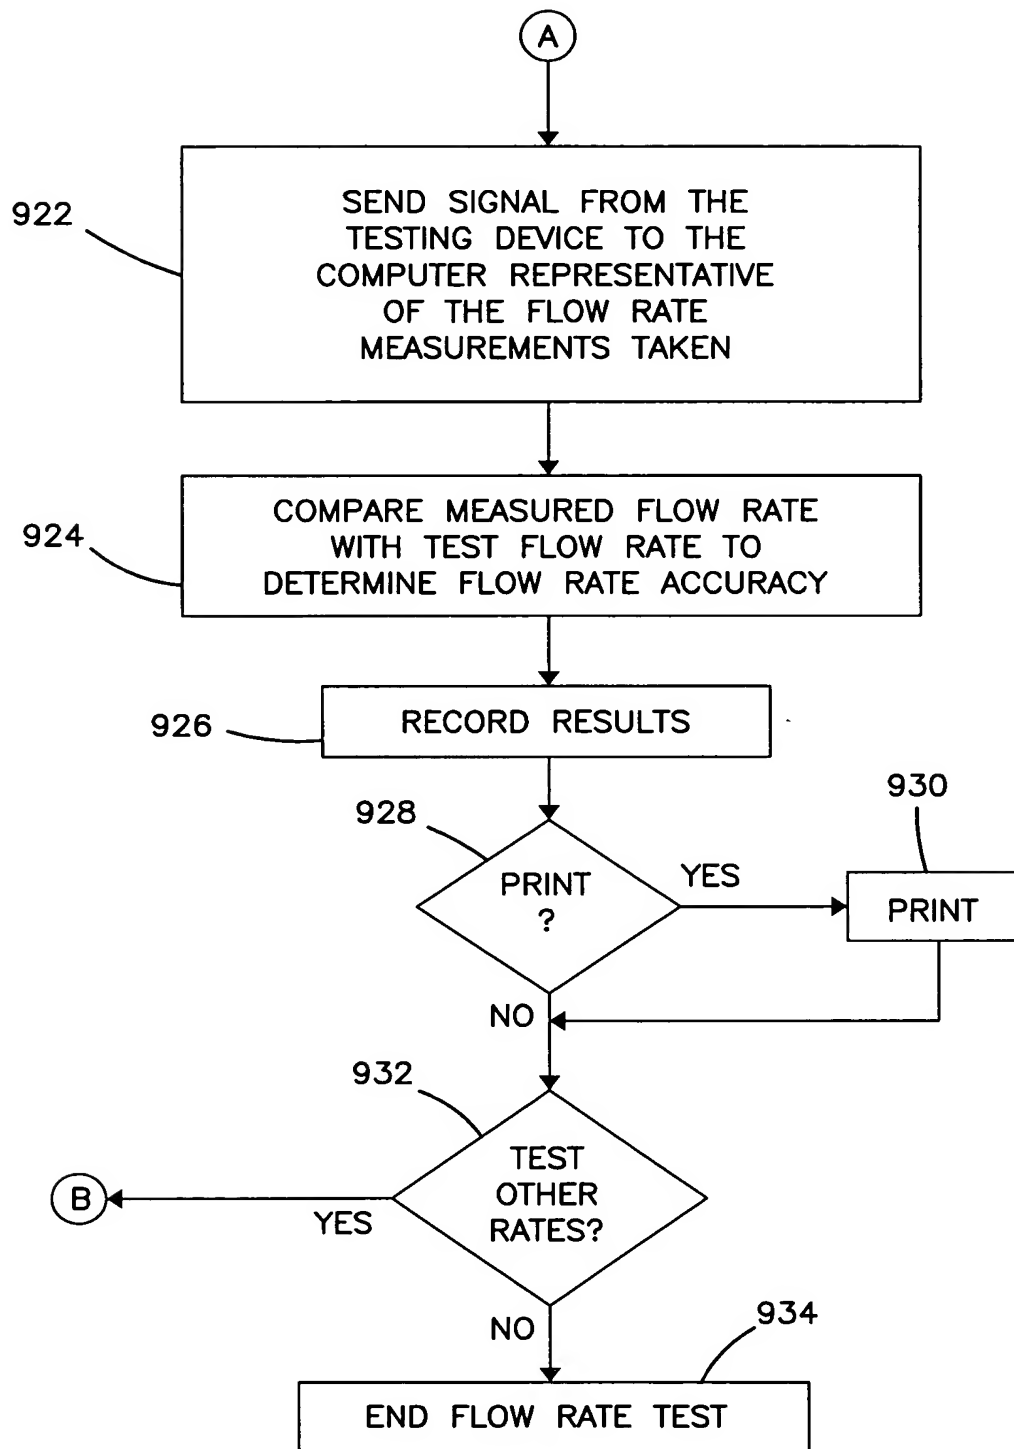 A
922
SEND SIGNAL FROM THE
TESTING DEVICE TO THE
COMPUTER REPRESENTATIVE
OF THE FLOW RATE
MEASUREMENTS TAKEN
924
COMPARE MEASURED FLOW RATE
WITH TEST FLOW RATE TO
DETERMINE FLOW RATE ACCURACY
926
RECORD RESULTS
928
PRINT
?
YES
930
PRINT
NO
932
TEST
OTHER
RATES?
B
YES
NO
934
END FLOW RATE TEST